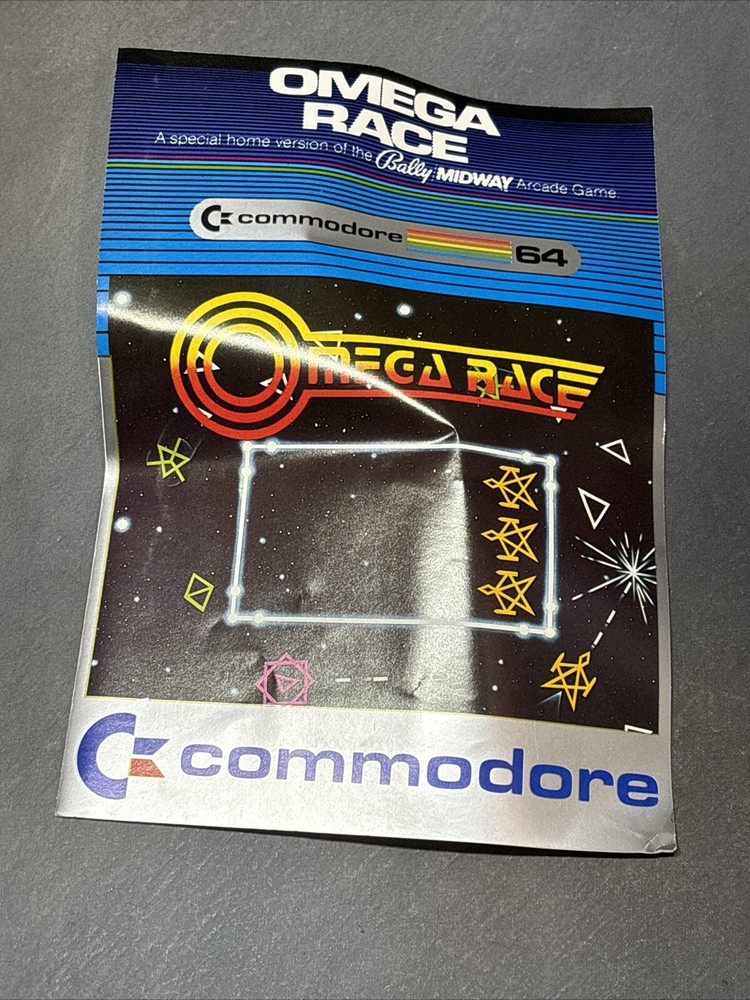 OMEGA
RACE
A special home version of the Bally MIDWAY Arcade Game.
commodore 64
OMEGA RACE
commodore